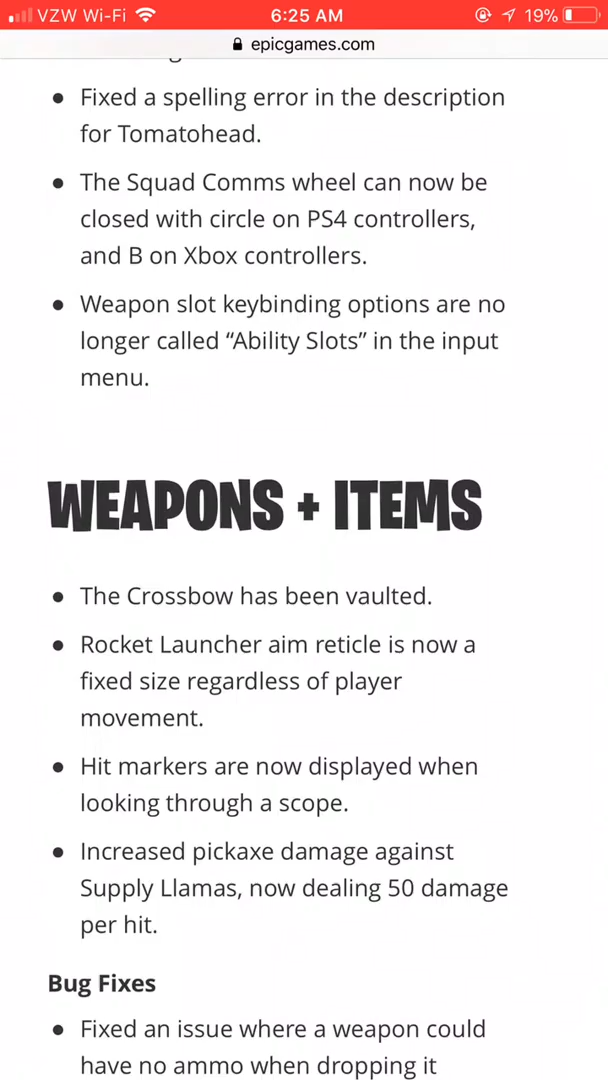 VZW Wi-Fi 6:25 AM 19%
epicgames.com
• Fixed a spelling error in the description
for Tomatohead.
• The Squad Comms wheel can now be
closed with circle on PS4 controllers,
and B on Xbox controllers.
• Weapon slot keybinding options are no
longer called “Ability Slots” in the input
menu.
WEAPONS + ITEMS
• The Crossbow has been vaulted.
• Rocket Launcher aim reticle is now a
fixed size regardless of player
movement.
• Hit markers are now displayed when
looking through a scope.
• Increased pickaxe damage against
Supply Llamas, now dealing 50 damage
per hit.
Bug Fixes
• Fixed an issue where a weapon could
have no ammo when dropping it